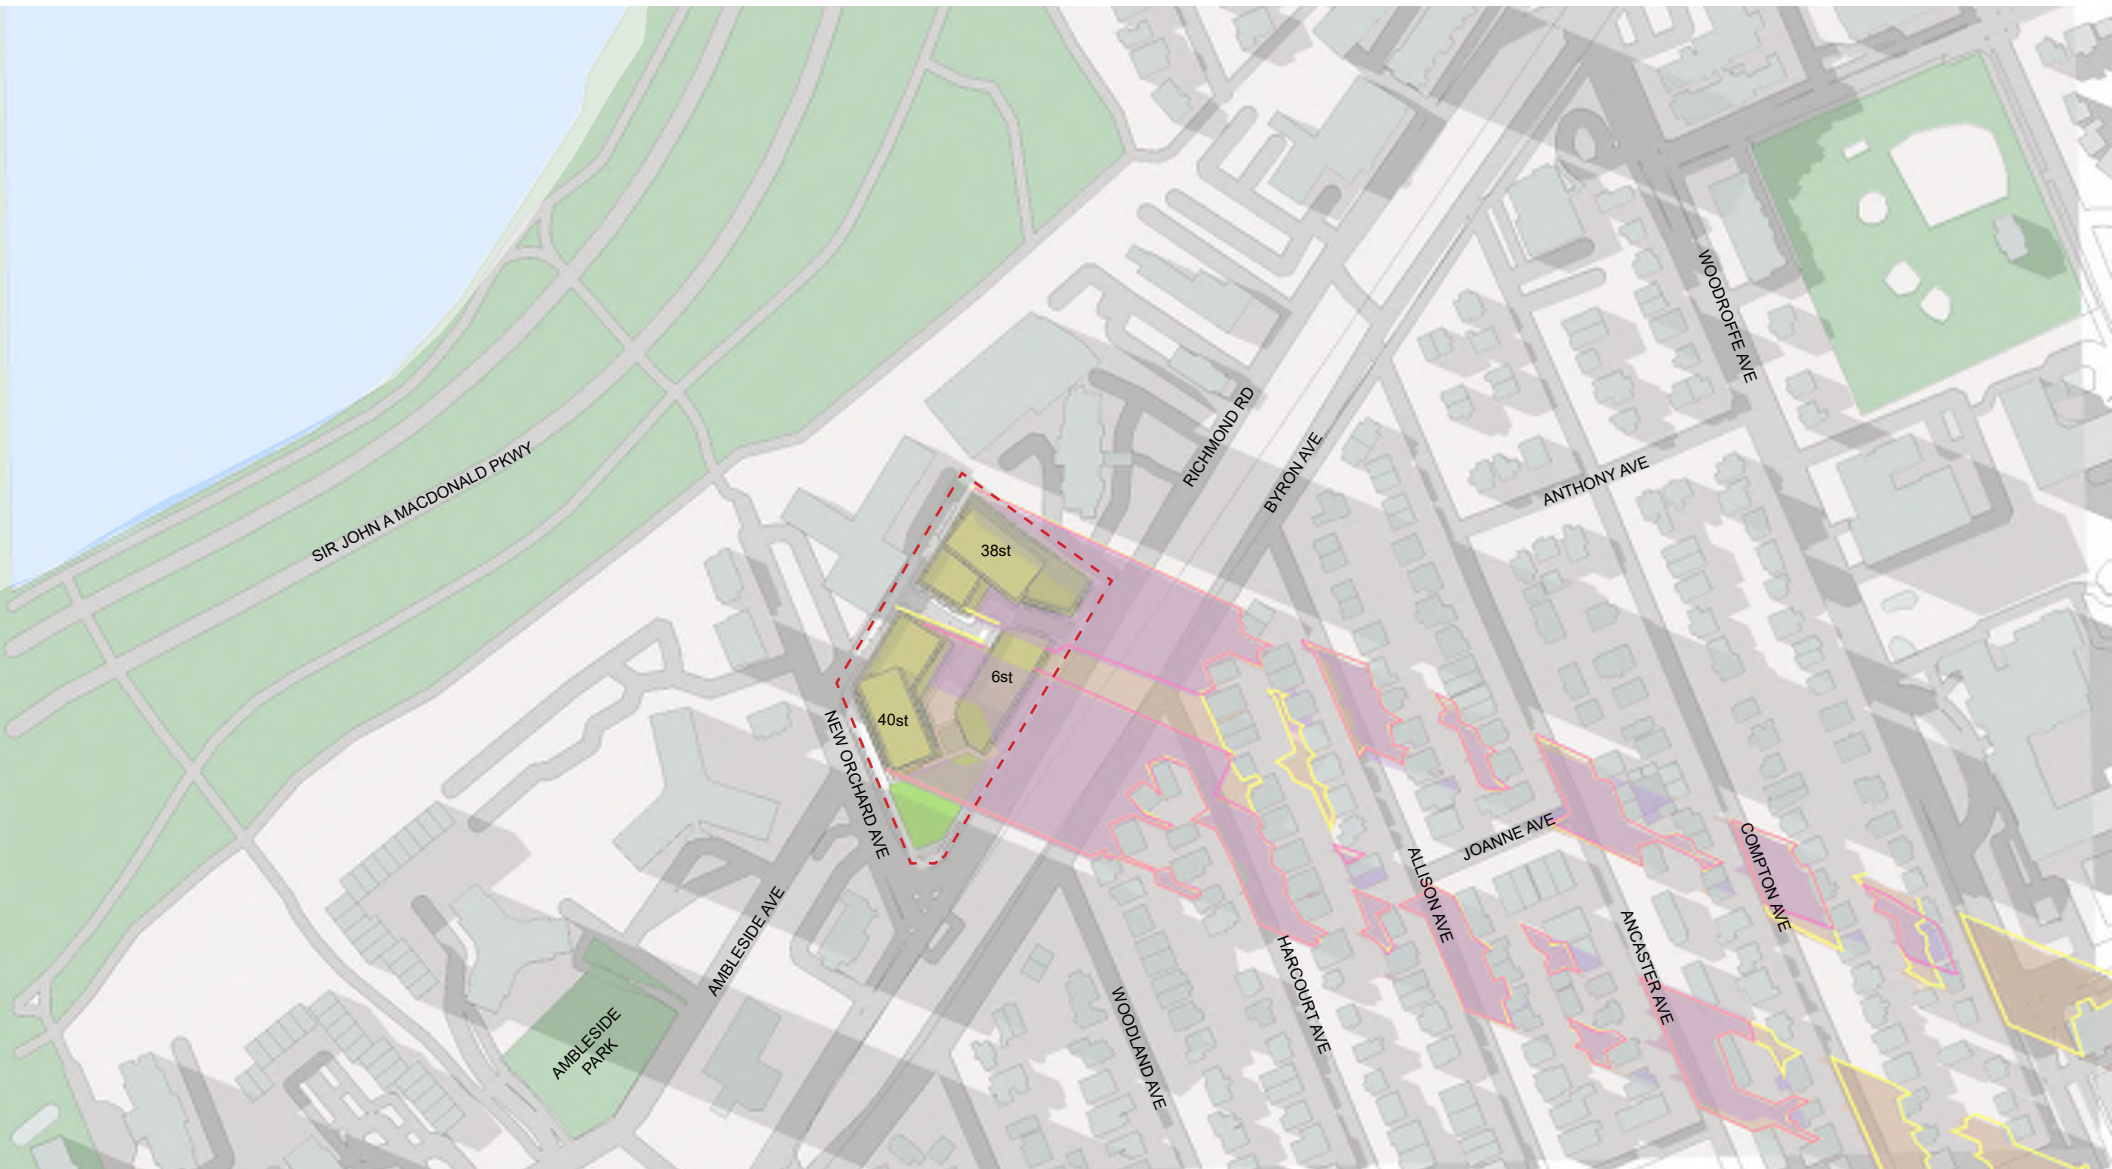 WOODROFFE AVE
RICHMOND RD
BYRON AVE
ANTHONY AVE
SIR JOHN A MACDONALD PKWY
38st
6st
40st
NEW ORCHARD AVE
JOANNE AVE
COMPTON AVE
ALLISON AVE
AMBLESIDE AVE
ANCASTER AVE
HARCOURT AVE
WOODLAND AVE
AMBLESIDE
PARK